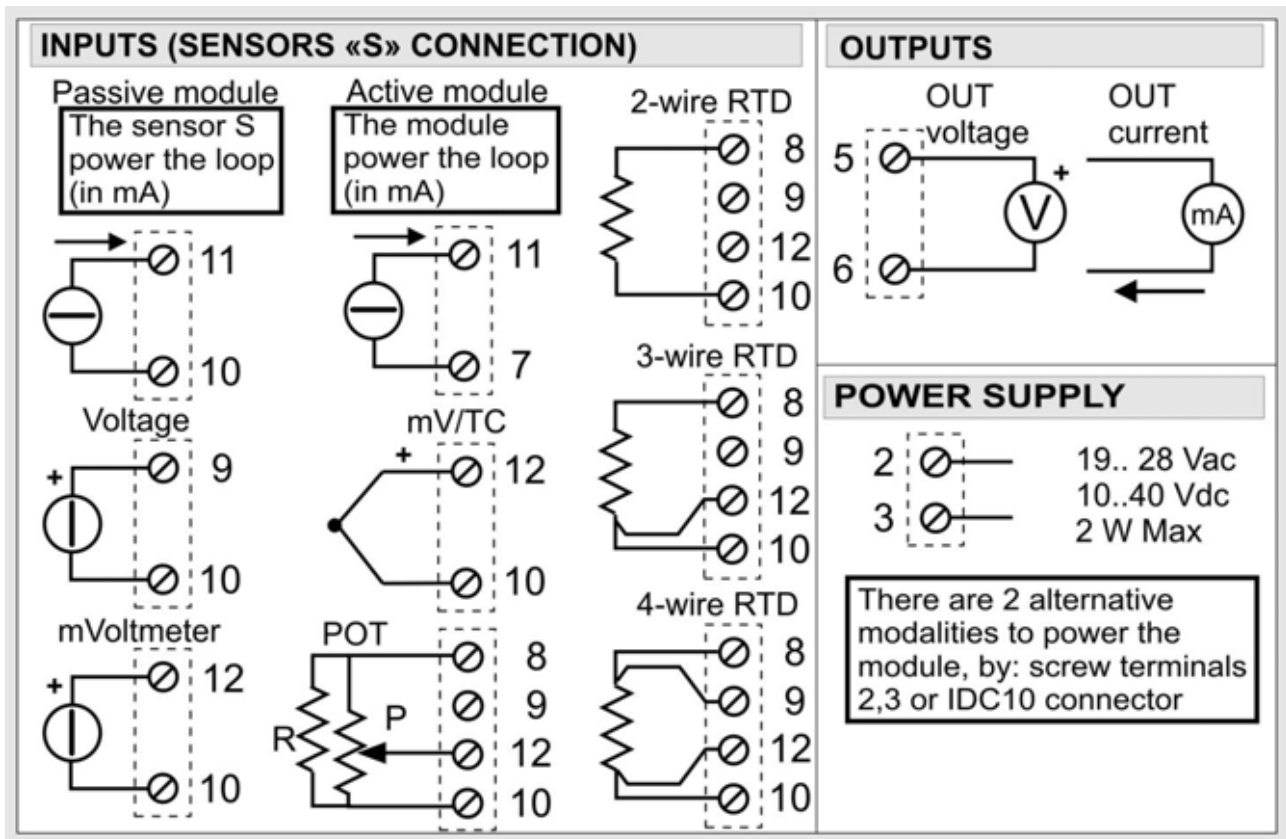 INPUTS (SENSORS «S» CONNECTION)
Passive module
The sensor S
power the loop
(in mA)
11
10
Voltage
+
9
10
mVoltmeter
+
12
10
Active module
The module
power the loop
(in mA)
11
7
mV/TC
+
12
10
POT
R
P
8
9
12
10
2-wire RTD
8
9
12
10
3-wire RTD
8
9
12
10
4-wire RTD
8
9
12
10
OUTPUTS
OUT
voltage
OUT
current
5
6
+
V
mA
POWER SUPPLY
2
3
19.. 28 Vac
10..40 Vdc
2 W Max
There are 2 alternative
modalities to power the
module, by: screw terminals
2,3 or IDC10 connector